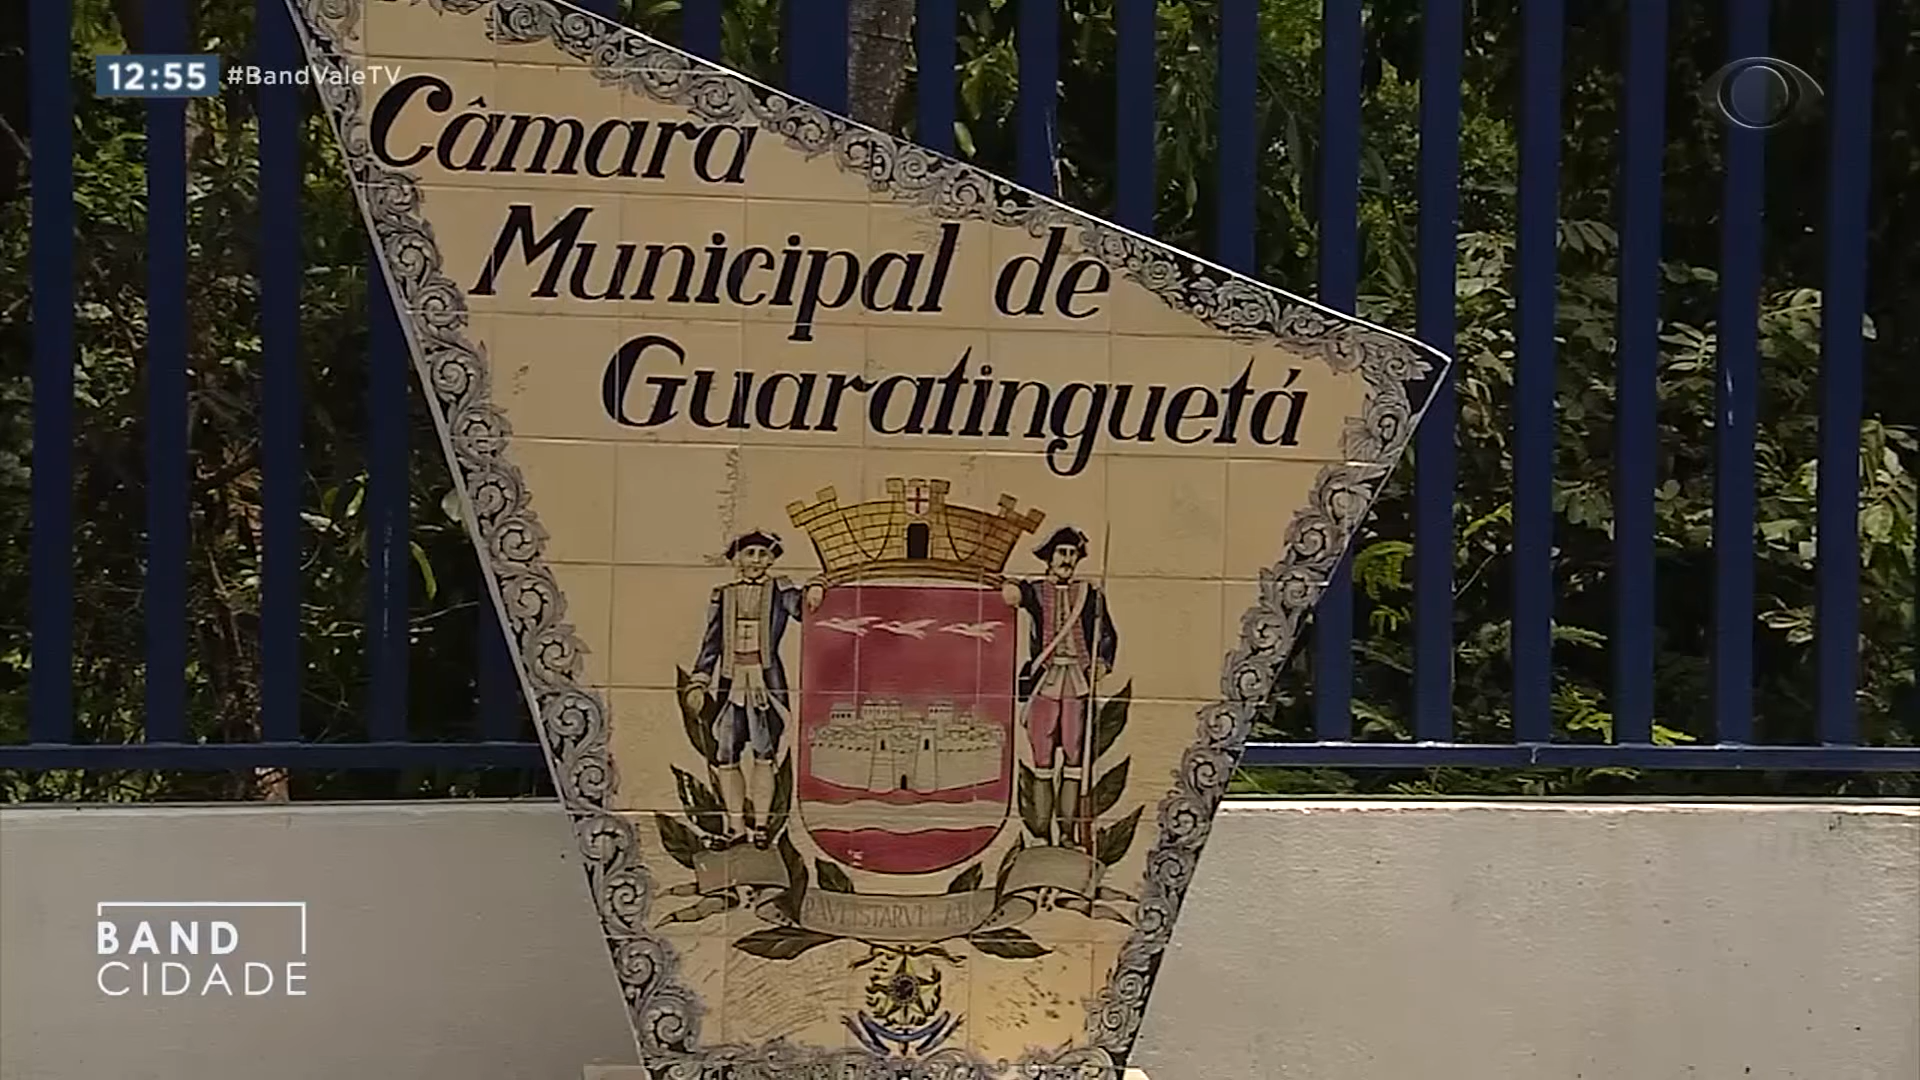 12:55 #BandValeTV
Câmara
Municipal de
Guaratinguetá
BAND
CIDADE